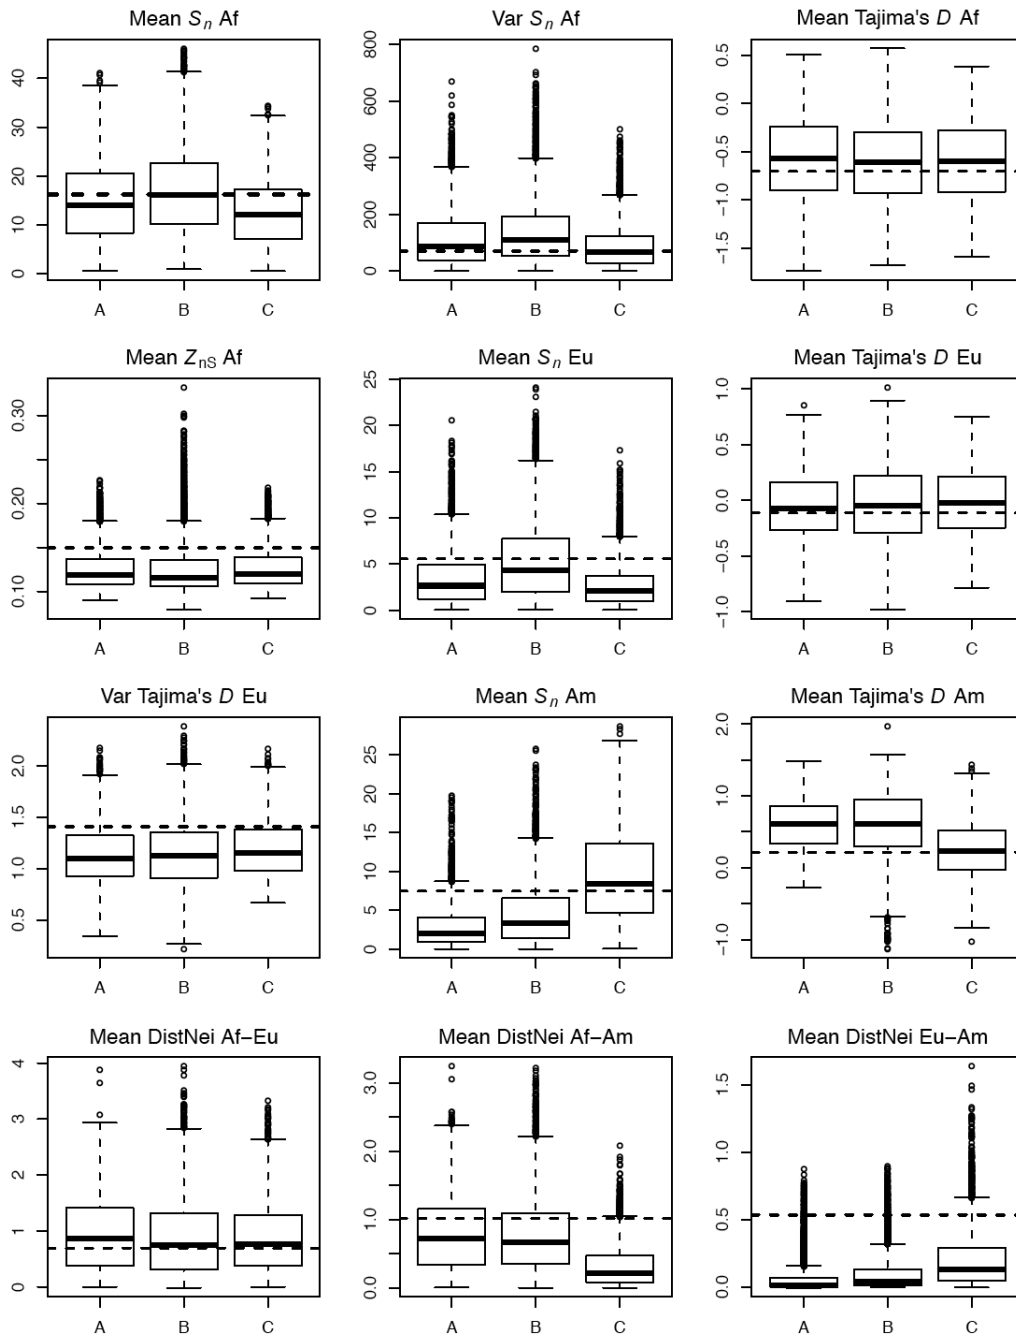 Mean Sn Af
Var Sn Af
Mean Tajima's D Af
40
30
20
10
0
A B C
800
600
400
200
0
A B C
0.5
0.0
−0.5
−1.0
−1.5
A B C
Mean ZnS Af
Mean Sn Eu
Mean Tajima's D Eu
0.30
0.20
0.10
A B C
25
20
15
10
5
0
A B C
1.0
0.5
0.0
−0.5
−1.0
A B C
Var Tajima's D Eu
Mean Sn Am
Mean Tajima's D Am
2.0
1.5
1.0
0.5
A B C
25
20
15
10
5
0
A B C
2.0
1.0
0.0
−1.0
A B C
Mean DistNei Af−Eu
Mean DistNei Af−Am
Mean DistNei Eu−Am
4
3
2
1
0
A B C
3.0
2.0
1.0
0.0
A B C
1.5
1.0
0.5
0.0
A B C